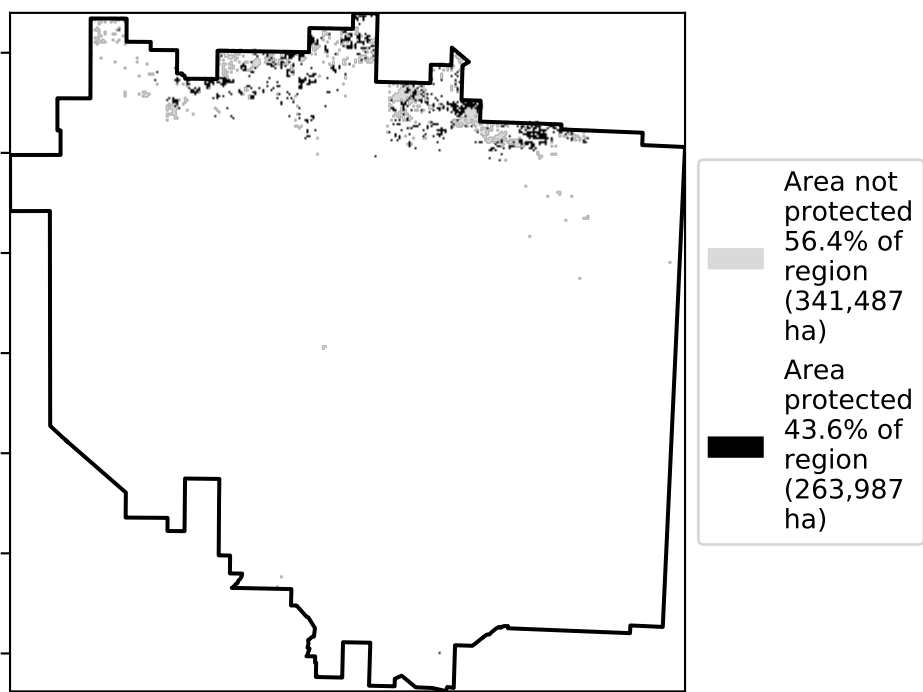 Area not
protected
56.4% of
region
(341,487
ha)
Area
protected
43.6% of
region
(263,987
ha)